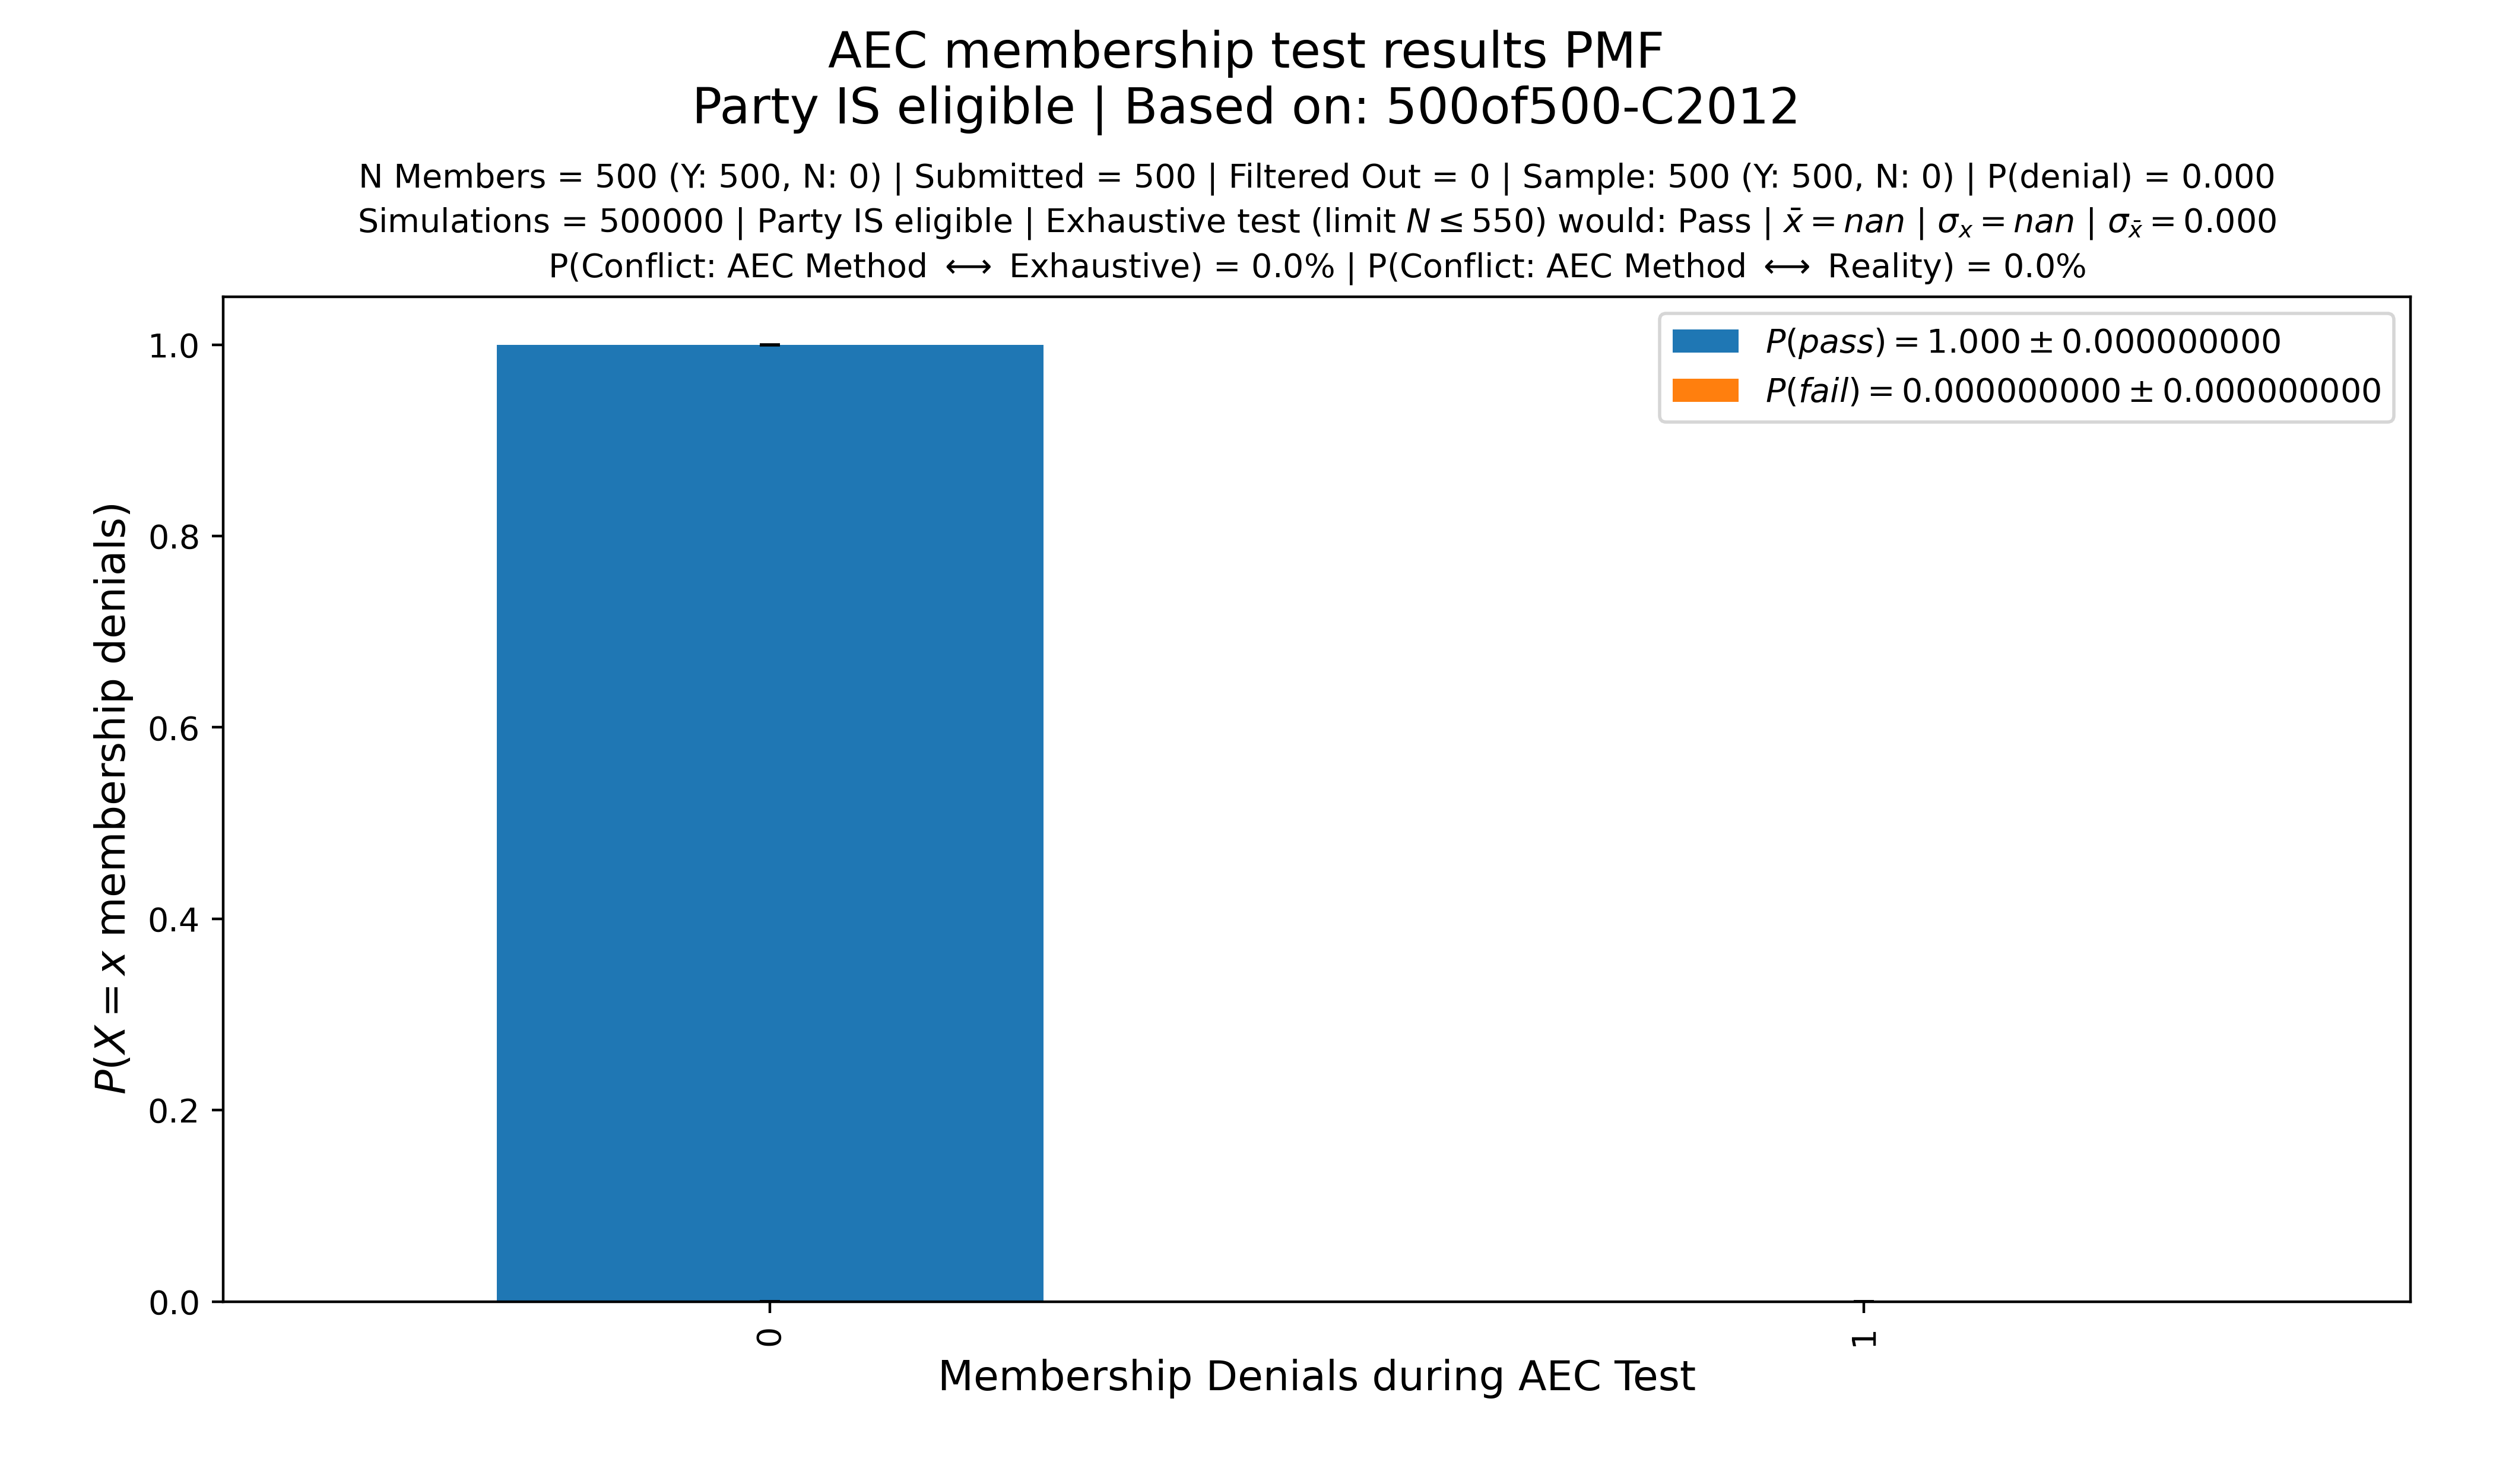 AEC membership test results PMF
Party IS eligible | Based on: 500of500-C2012
N Members = 500 (Y: 500, N: 0) | Submitted = 500 | Filtered Out = 0 | Sample: 500 (Y: 500, N: 0) | P(denial) = 0.000
Simulations = 500000 | Party IS eligible | Exhaustive test (limit N ≤ 550) would: Pass | x̄ = nan | σₓ = nan | σ_x̄ = 0.000
P(Conflict: AEC Method ⟷ Exhaustive) = 0.0% | P(Conflict: AEC Method ⟷ Reality) = 0.0%
P(pass) = 1.000 ± 0.000000000
P(fail) = 0.000000000 ± 0.000000000
P(X = x membership denials)
1.0
0.8
0.6
0.4
0.2
0.0
0
1
Membership Denials during AEC Test